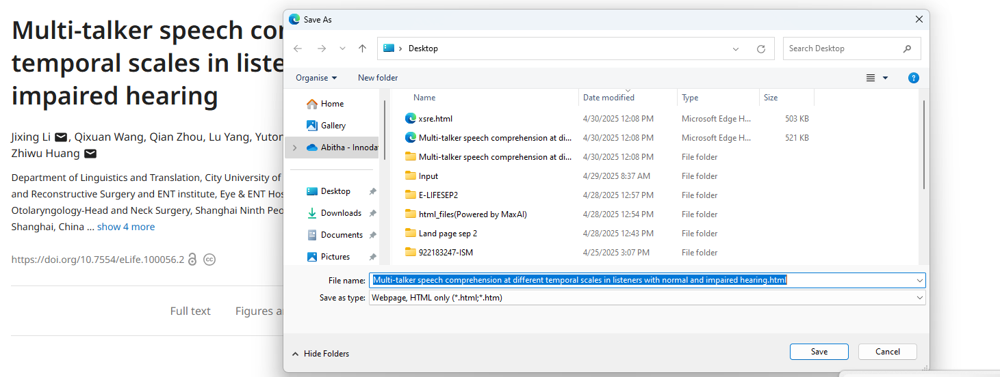 Multi-talker speech
temporal scales in
impaired hearing
Jixing Li, Qixuan Wang, Qian Zhou, Lu Yang,
Zhiwu Huang
Department of Linguistics and Translation, City University of
and Reconstructive Surgery and ENT institute, Eye & ENT
Otolaryngology-Head and Neck Surgery, Shanghai Ninth
Shanghai, China ... show 4 more
https://doi.org/10.7554/eLife.100056.2
cc
Full text Figures
Save As
Desktop
Search Desktop
Organise New folder
?
Home
Gallery
Abitha -
Desktop
Downloads
Documents
Pictures
Name Date modified Type Size
xsre.html 4/30/2025 12:08 PM Microsoft Edge H... 503 KB
Multi-talker speech comprehension at di... 4/30/2025 12:08 PM Microsoft Edge H... 521 KB
Multi-talker speech comprehension at di... 4/30/2025 12:08 PM File folder
Input 4/29/2025 8:37 AM File folder
E-LIFESEP2 4/28/2025 12:57 PM File folder
html_files(Powered by MaxAI) 4/28/2025 12:54 PM File folder
Land page sep 2 4/28/2025 12:43 PM File folder
922183247-ISM 4/25/2025 3:07 PM File folder
File name: Multi-talker speech comprehension at different temporal scales in listeners with normal and impaired hearing.html
Save as type: Webpage, HTML only (*.html;*.htm)
Hide Folders
Save Cancel